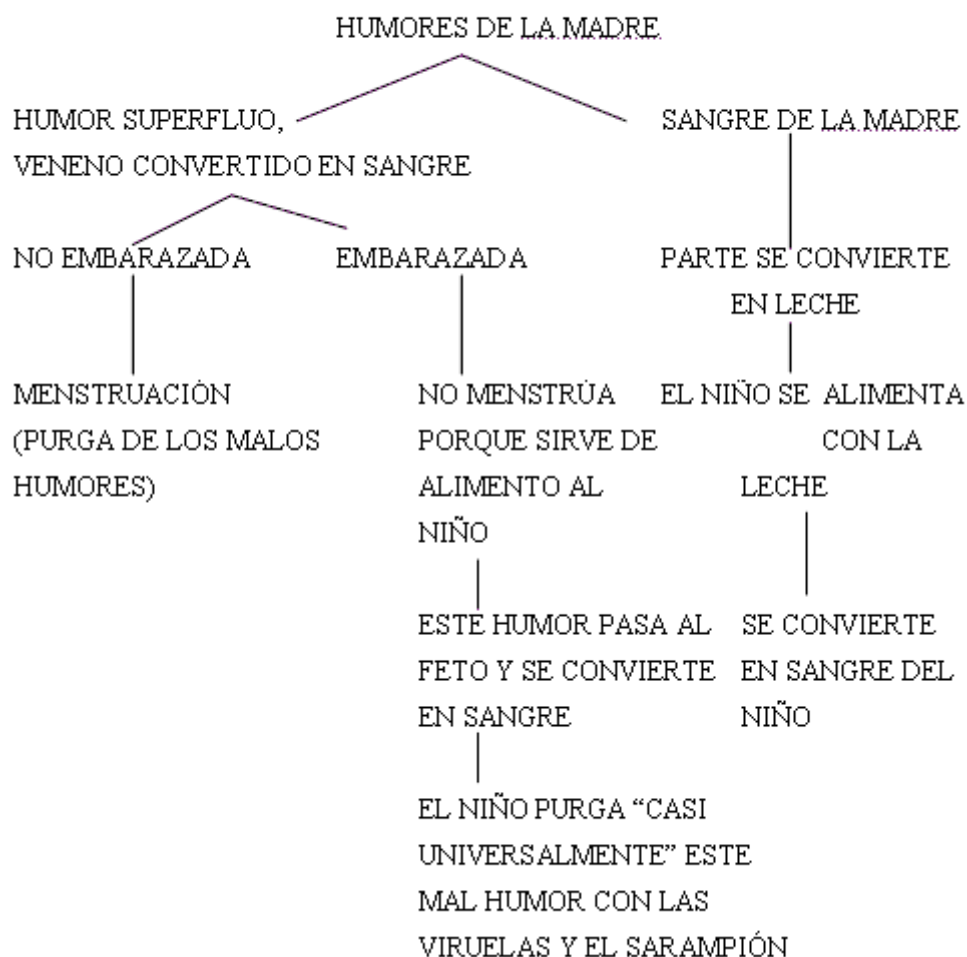 HUMORES DE LA MADRE
HUMOR SUPERFLUO,
VENENO CONVERTIDO EN SANGRE
SANGRE DE LA MADRE
NO EMBARAZADA
EMBARAZADA
PARTE SE CONVIERTE
EN LECHE
MENSTRUACIÓN
(PURGA DE LOS MALOS
HUMORES)
NO MENSTRÚA
PORQUE SIRVE DE
ALIMENTO AL
NIÑO
EL NIÑO SE ALIMENTA
CON LA
LECHE
ESTE HUMOR PASA AL
FETO Y SE CONVIERTE
EN SANGRE
SE CONVIERTE
EN SANGRE DEL
NIÑO
EL NIÑO PURGA “CASI
UNIVERSALMENTE” ESTE
MAL HUMOR CON LAS
VIRUELAS Y EL SARAMPIÓN